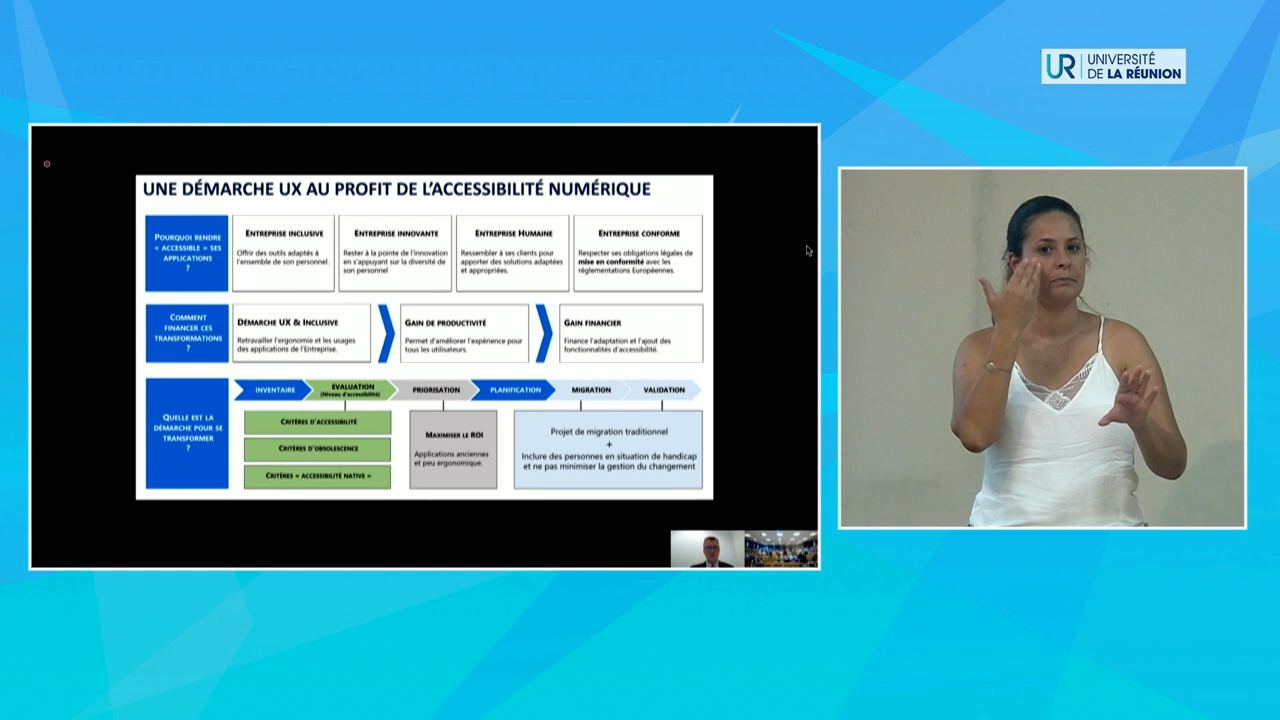 UR UNIVERSITÉ
DE LA RÉUNION
UNE DÉMARCHE UX AU PROFIT DE L'ACCESSIBILITÉ NUMÉRIQUE
POURQUOI RENDRE
« ACCESSIBLE » SES
APPLICATIONS
?
ENTREPRISE INCLUSIVE
Offrir des outils adaptés à
l'ensemble de son personnel.
ENTREPRISE INNOVANTE
Rester à la pointe de l'innovation
en s'appuyant sur la diversité de
son personnel
ENTREPRISE HUMAINE
Ressembler à ses clients pour
apporter des solutions adaptées
et appropriées.
ENTREPRISE CONFORME
Respecter ses obligations légales de
mise en conformité avec les
réglementations Européennes.
COMMENT
FINANCER CES
TRANSFORMATIONS
?
DÉMARCHE UX & INCLUSIVE
Retravailler l'ergonomie et les usages
des applications de l'Entreprise.
GAIN DE PRODUCTIVITÉ
Permet d'améliorer l'expérience pour
tous les utilisateurs.
GAIN FINANCIER
Finance l'adaptation et l'ajout des
fonctionnalités d'accessibilité.
QUELLE EST LA
DÉMARCHE POUR SE
TRANSFORMER
?
INVENTAIRE
EVALUATION
(Niveau d'accessibilité)
PRIORISATION
PLANIFICATION
MIGRATION
VALIDATION
CRITÈRES D'ACCESSIBILITÉ
CRITÈRES D'OBSOLESCENCE
CRITÈRES « ACCESSIBILITÉ NATIVE »
MAXIMISER LE ROI
Applications anciennes
et peu ergonomique.
Projet de migration traditionnel
+
Inclure des personnes en situation de handicap
et ne pas minimiser la gestion du changement